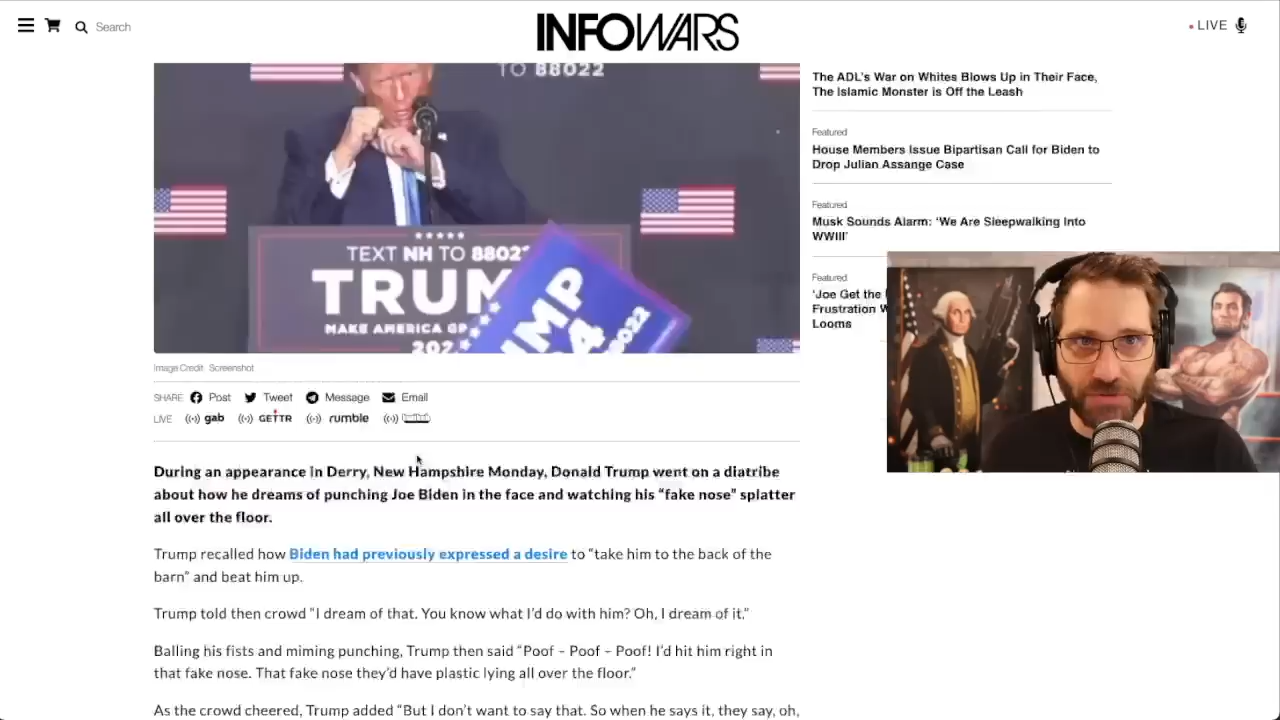 Search
INFOWARS
LIVE
TO 88022
TEXT NH TO 88022
TRUM
MAKE AMERICA GR
202
UMP
88022
Image Credit Screenshot
SHARE: Post Tweet Message Email
LIVE gab GETTR rumble
During an appearance in Derry, New Hampshire Monday, Donald Trump went on a diatribe
about how he dreams of punching Joe Biden in the face and watching his “fake nose” splatter
all over the floor.
Trump recalled how Biden had previously expressed a desire to “take him to the back of the
barn” and beat him up.
Trump told then crowd “I dream of that. You know what I’d do with him? Oh, I dream of it.”
Balling his fists and miming punching, Trump then said “Poof – Poof – Poof! I’d hit him right in
that fake nose. That fake nose they’d have plastic lying all over the floor.”
As the crowd cheered, Trump added “But I don’t want to say that. So when he says it, they say, oh,
The ADL’s War on Whites Blows Up in Their Face,
The Islamic Monster is Off the Leash
Featured
House Members Issue Bipartisan Call for Biden to
Drop Julian Assange Case
Featured
Musk Sounds Alarm: ‘We Are Sleepwalking Into
WWIII’
Featured
‘Joe Get the
Frustration W
Looms